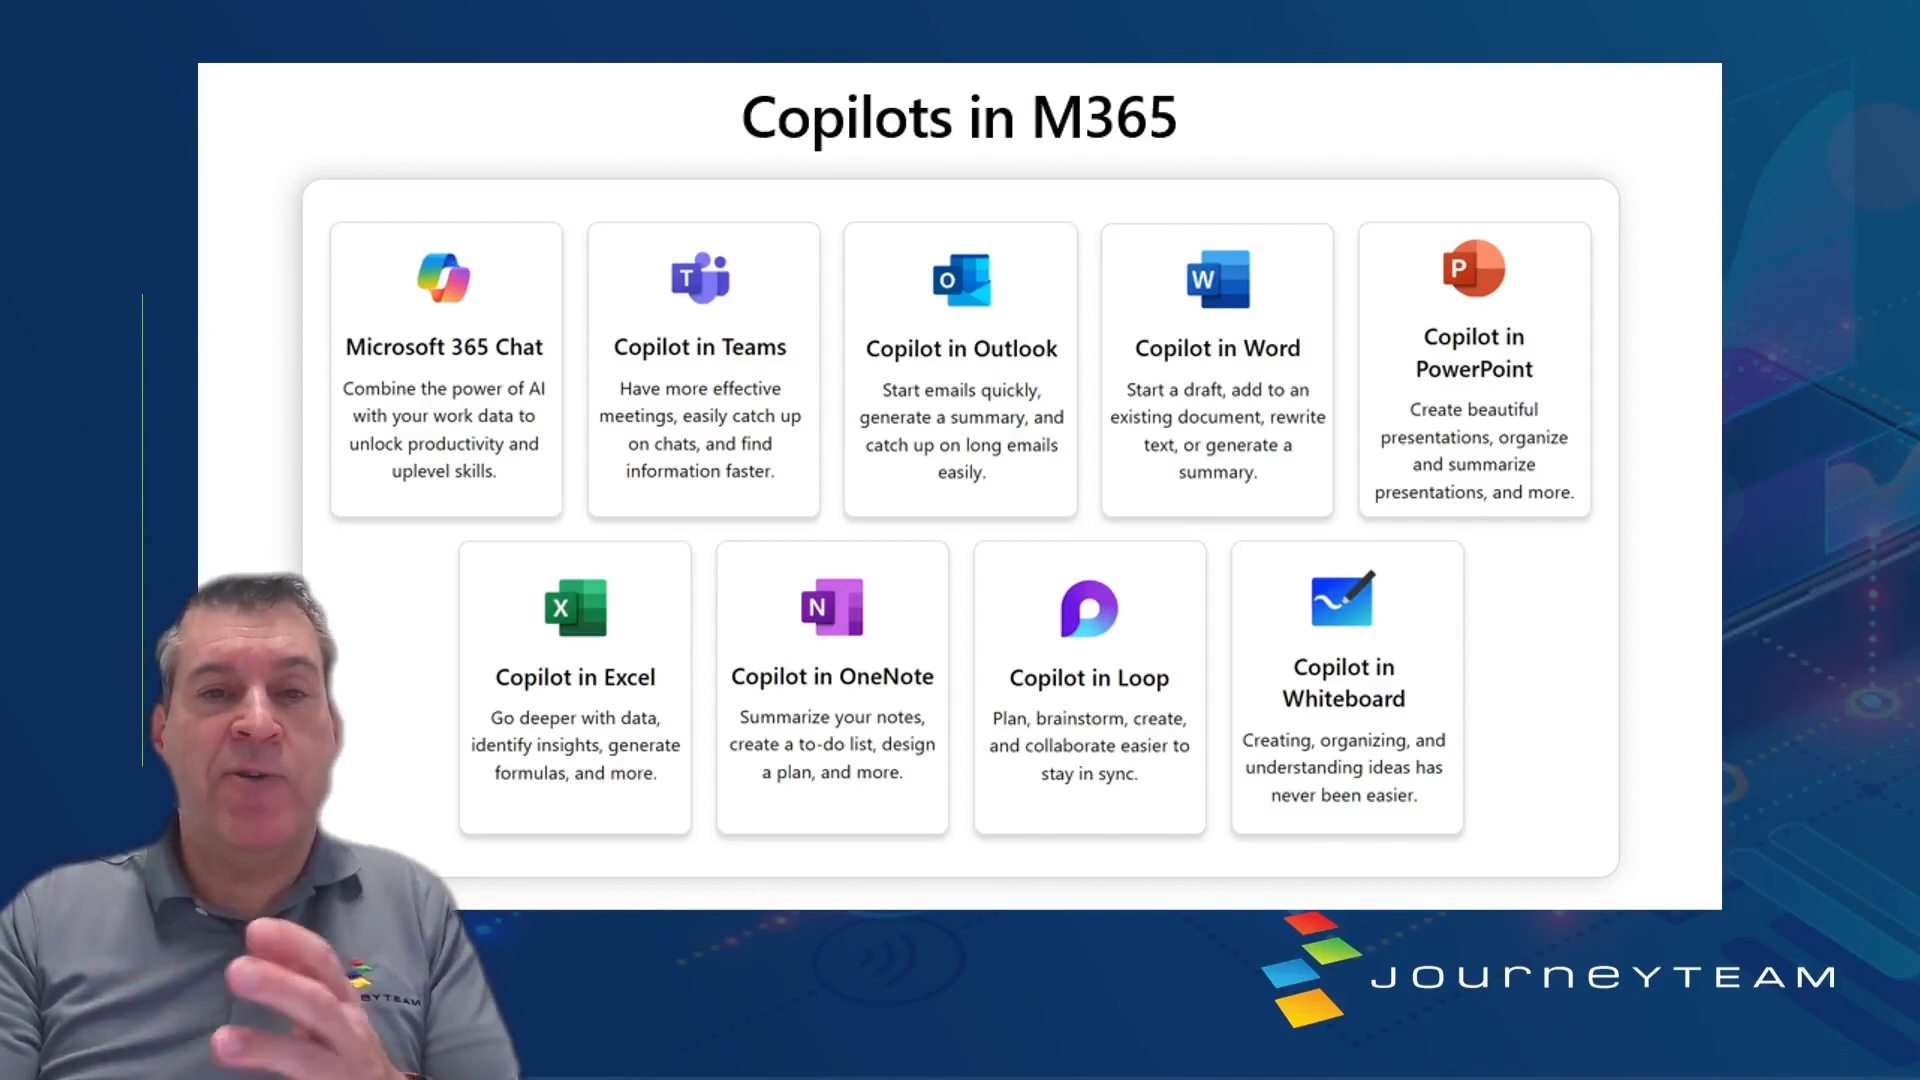 Copilots in M365
Microsoft 365 Chat
Combine the power of AI
with your work data to
unlock productivity and
uplevel skills.
T
Copilot in Teams
Have more effective
meetings, easily catch up
on chats, and find
information faster.
O
Copilot in Outlook
Start emails quickly,
generate a summary, and
catch up on long emails
easily.
W
Copilot in Word
Start a draft, add to an
existing document, rewrite
text, or generate a
summary.
P
Copilot in
PowerPoint
Create beautiful
presentations, organize
and summarize
presentations, and more.
X
Copilot in Excel
Go deeper with data,
identify insights, generate
formulas, and more.
N
Copilot in OneNote
Summarize your notes,
create a to-do list, design
a plan, and more.
Copilot in Loop
Plan, brainstorm, create,
and collaborate easier to
stay in sync.
Copilot in
Whiteboard
Creating, organizing, and
understanding ideas has
never been easier.
EYTEAM
JOURNEYTEAM